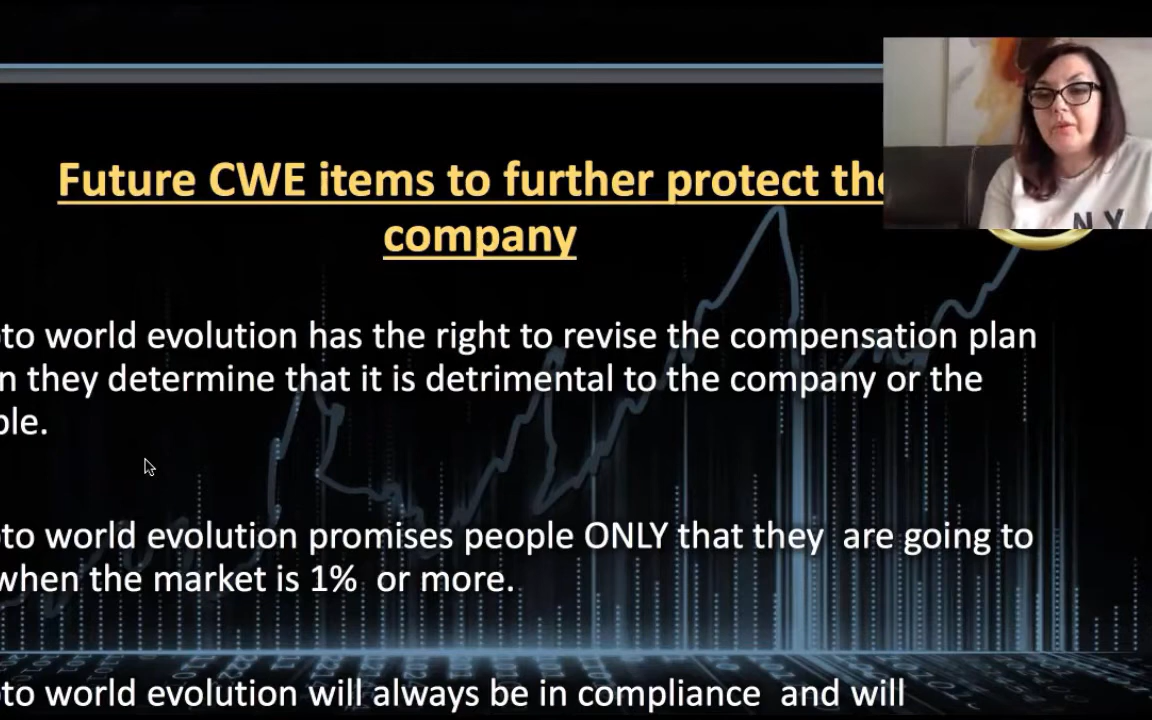 Future CWE items to further protect the
company
to world evolution has the right to revise the compensation plan
they determine that it is detrimental to the company or the
to world evolution promises people ONLY that they are going to
when the market is 1% or more.
to world evolution will always be in compliance and will
NY